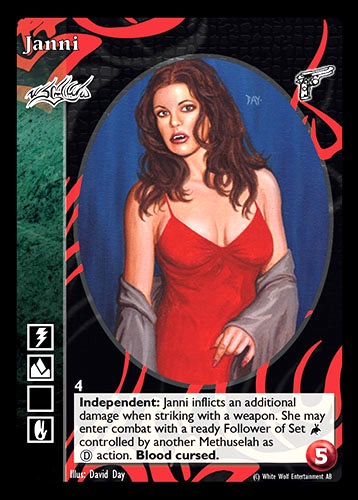 Janni
DAY.
4
Independent: Janni inflicts an additional
damage when striking with a weapon. She may
enter combat with a ready Follower of Set
controlled by another Methuselah as
D action. Blood cursed.
5
Illus: David Day
(C) White Wolf Entertainment AB